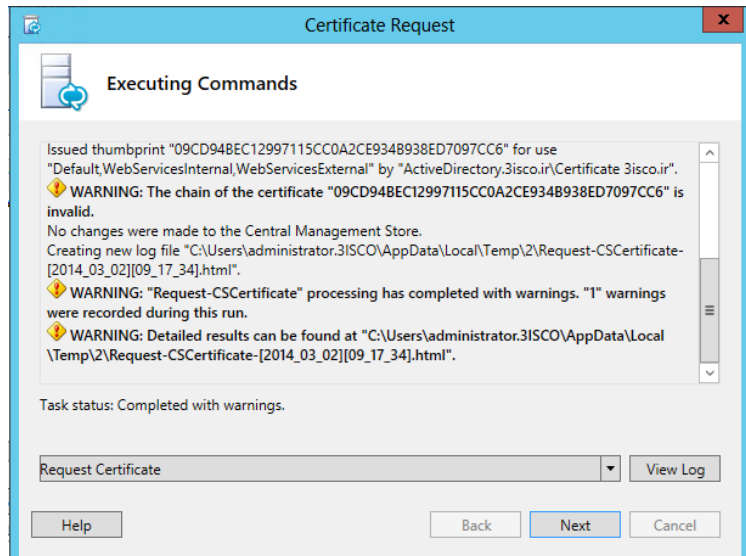 Certificate Request
x
Executing Commands
Issued thumbprint "09CD94BEC12997115CC0A2CE934B938ED7097CC6" for use
"Default,WebServicesInternal,WebServicesExternal" by "ActiveDirectory.3isco.ir\Certificate 3isco.ir".
WARNING: The chain of the certificate "09CD94BEC12997115CC0A2CE934B938ED7097CC6" is
invalid.
No changes were made to the Central Management Store.
Creating new log file "C:\Users\administrator.3ISCO\AppData\Local\Temp\2\Request-CSCertificate-
[2014_03_02][09_17_34].html".
WARNING: "Request-CSCertificate" processing has completed with warnings. "1" warnings
were recorded during this run.
WARNING: Detailed results can be found at "C:\Users\administrator.3ISCO\AppData\Local
\Temp\2\Request-CSCertificate-[2014_03_02][09_17_34].html".
Task status: Completed with warnings.
Request Certificate
View Log
Help
Back
Next
Cancel